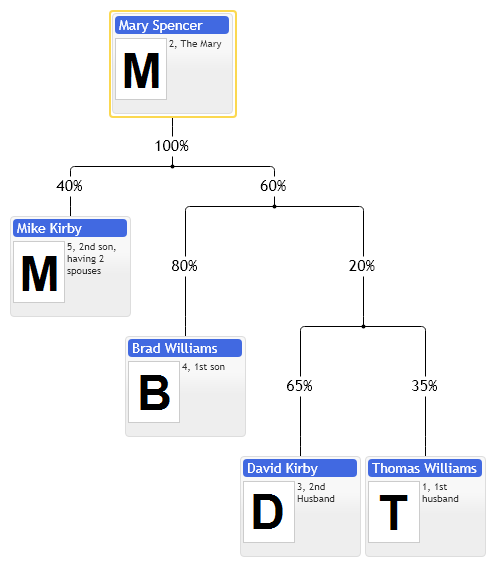 Mary Spencer
M
2, The Mary
100%
40%
60%
Mike Kirby
M
5, 2nd son,
having 2
spouses
80%
20%
Brad Williams
B
4, 1st son
65%
35%
David Kirby
D
3, 2nd
Husband
Thomas Williams
T
1, 1st
husband